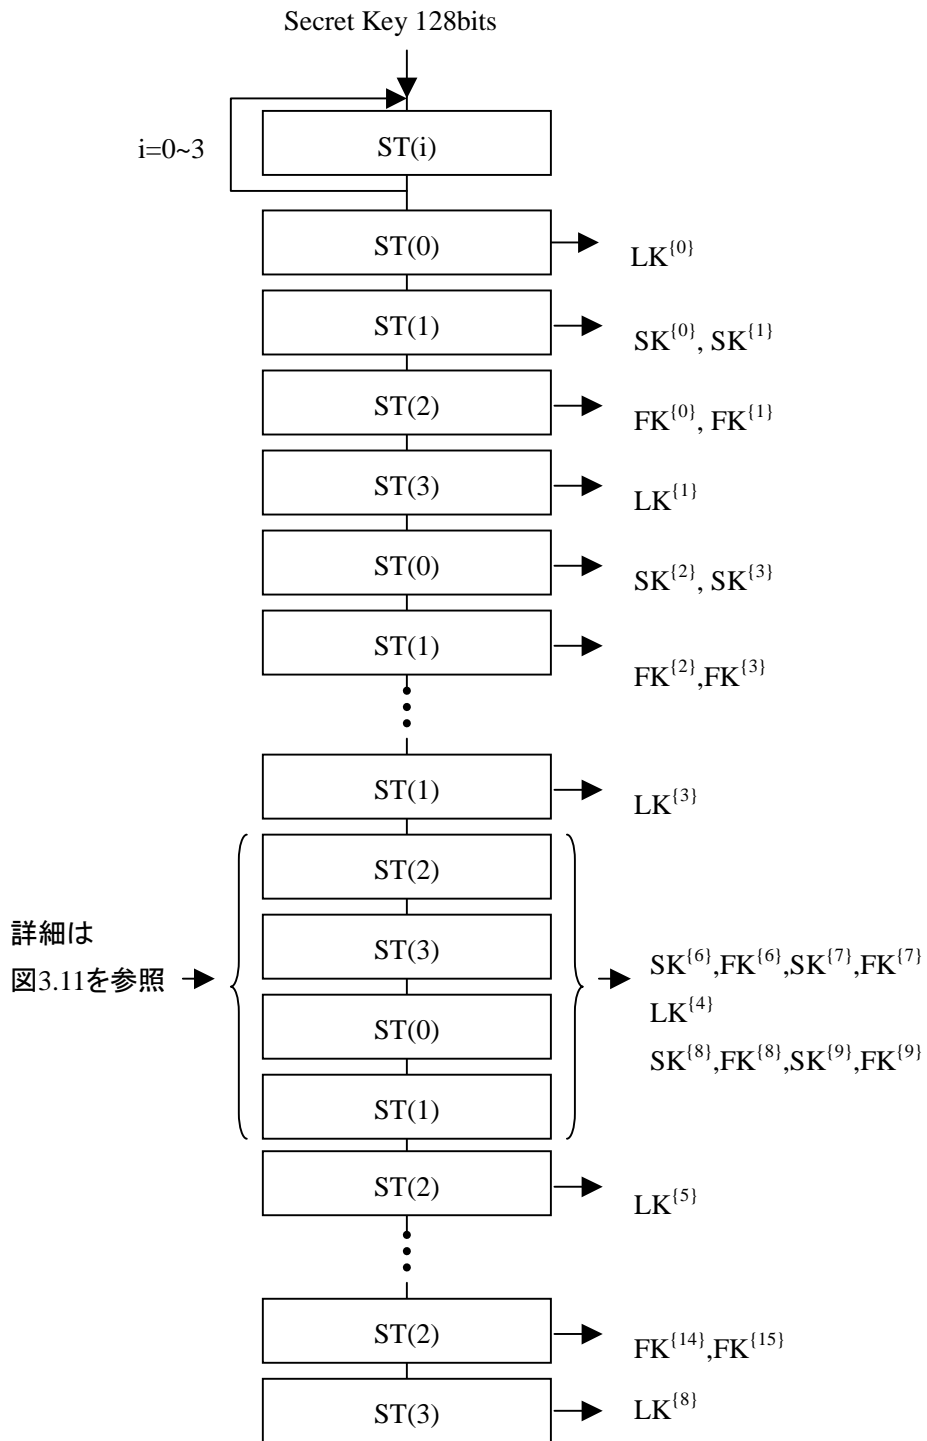 Secret Key 128bits
i=0~3
ST(i)
ST(0)
LK^{0}
ST(1)
SK^{0}, SK^{1}
ST(2)
FK^{0}, FK^{1}
ST(3)
LK^{1}
ST(0)
SK^{2}, SK^{3}
ST(1)
FK^{2},FK^{3}
ST(1)
LK^{3}
ST(2)
詳細は
図3.11を参照
ST(3)
ST(0)
ST(1)
SK^{6},FK^{6},SK^{7},FK^{7}
LK^{4}
SK^{8},FK^{8},SK^{9},FK^{9}
ST(2)
LK^{5}
ST(2)
FK^{14},FK^{15}
ST(3)
LK^{8}